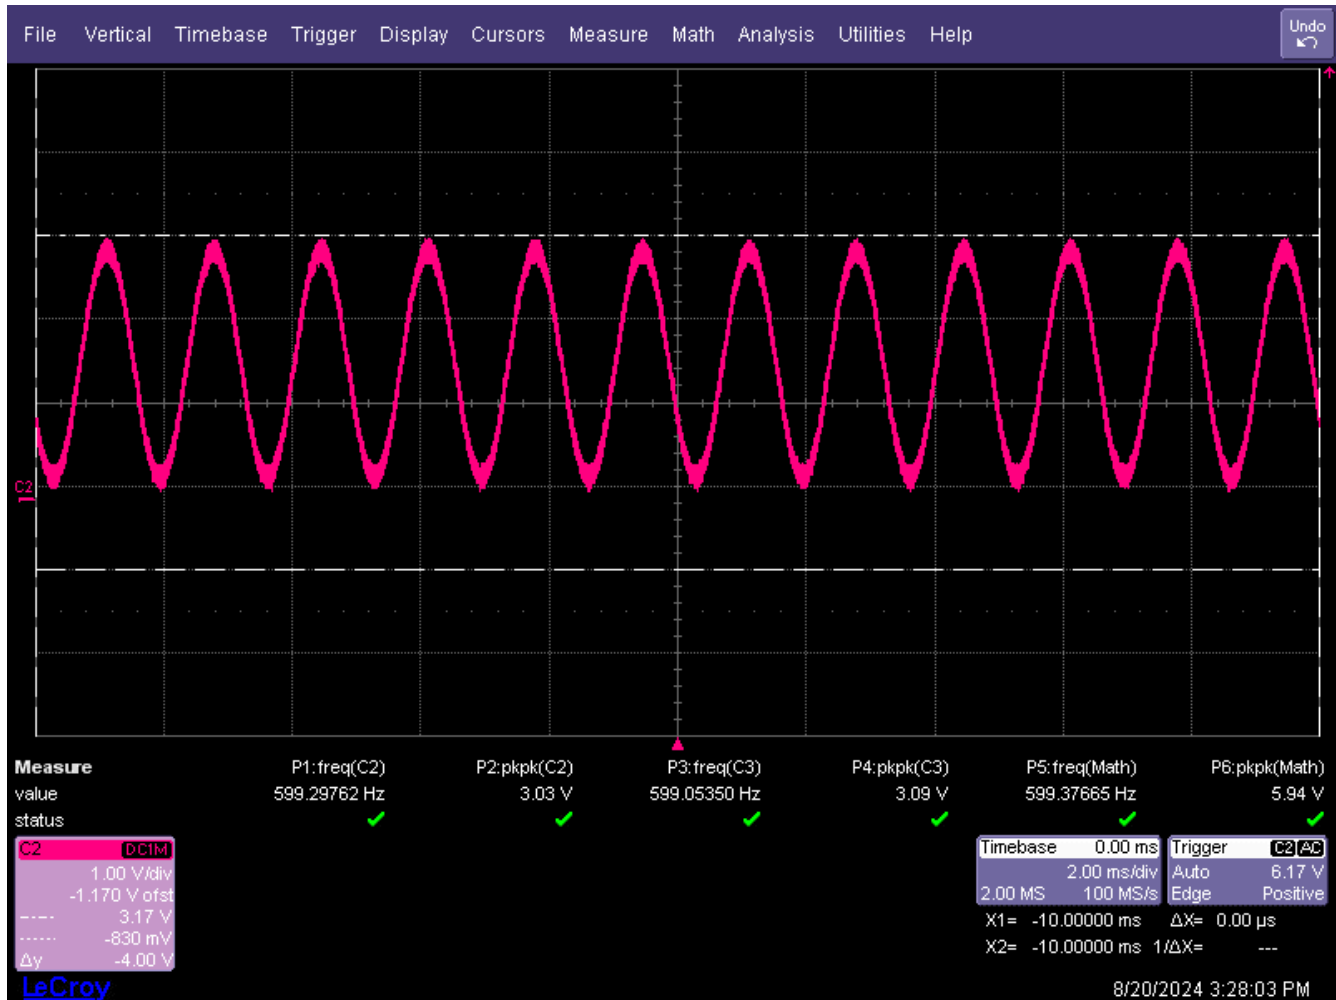 File Vertical Timebase Trigger Display Cursors Measure Math Analysis Utilities Help Undo
C2
Measure P1:freq(C2) P2:pkpk(C2) P3:freq(C3) P4:pkpk(C3) P5:freq(Math) P6:pkpk(Math)
value 599.29762 Hz 3.03 V 599.05350 Hz 3.09 V 599.37665 Hz 5.94 V
status
C2 DC1M
1.00 V/div
-1.170 V ofst
3.17 V
-830 mV
Δy -4.00 V
Timebase 0.00 ms
2.00 ms/div
2.00 MS 100 MS/s
Trigger C2 AC
Auto 6.17 V
Edge Positive
X1= -10.00000 ms ΔX= 0.00 µs
X2= -10.00000 ms 1/ΔX= ---
LeCroy
8/20/2024 3:28:03 PM